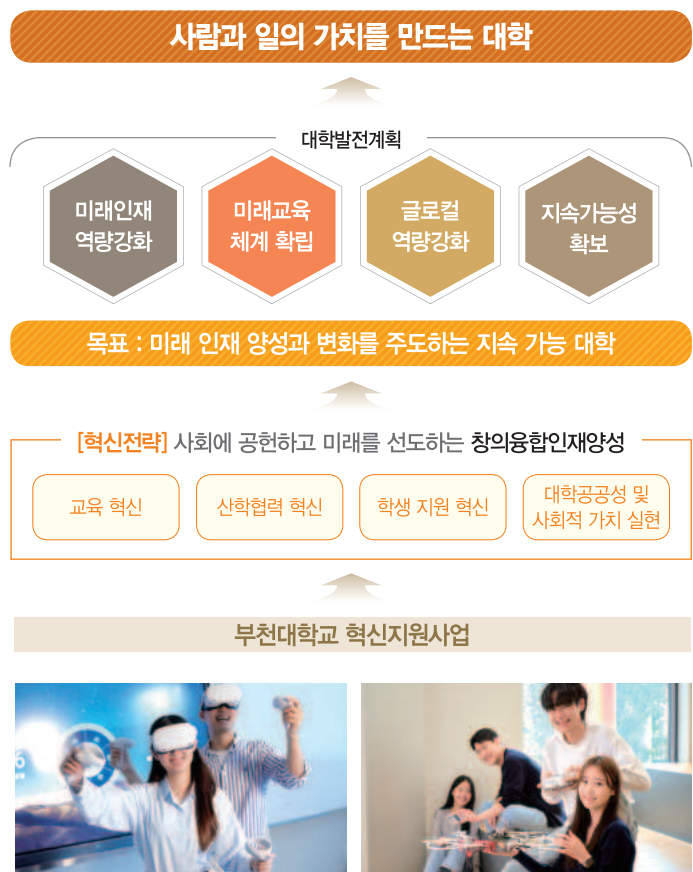 사람과 일의 가치를 만드는 대학
대학발전계획
미래인재
역량강화
미래교육
체계 확립
글로컬
역량강화
지속가능성
확보
목표 : 미래 인재 양성과 변화를 주도하는 지속 가능 대학
[혁신전략] 사회에 공헌하고 미래를 선도하는 창의융합인재양성
교육 혁신
산학협력 혁신
학생 지원 혁신
대학공공성 및
사회적 가치 실현
부천대학교 혁신지원사업